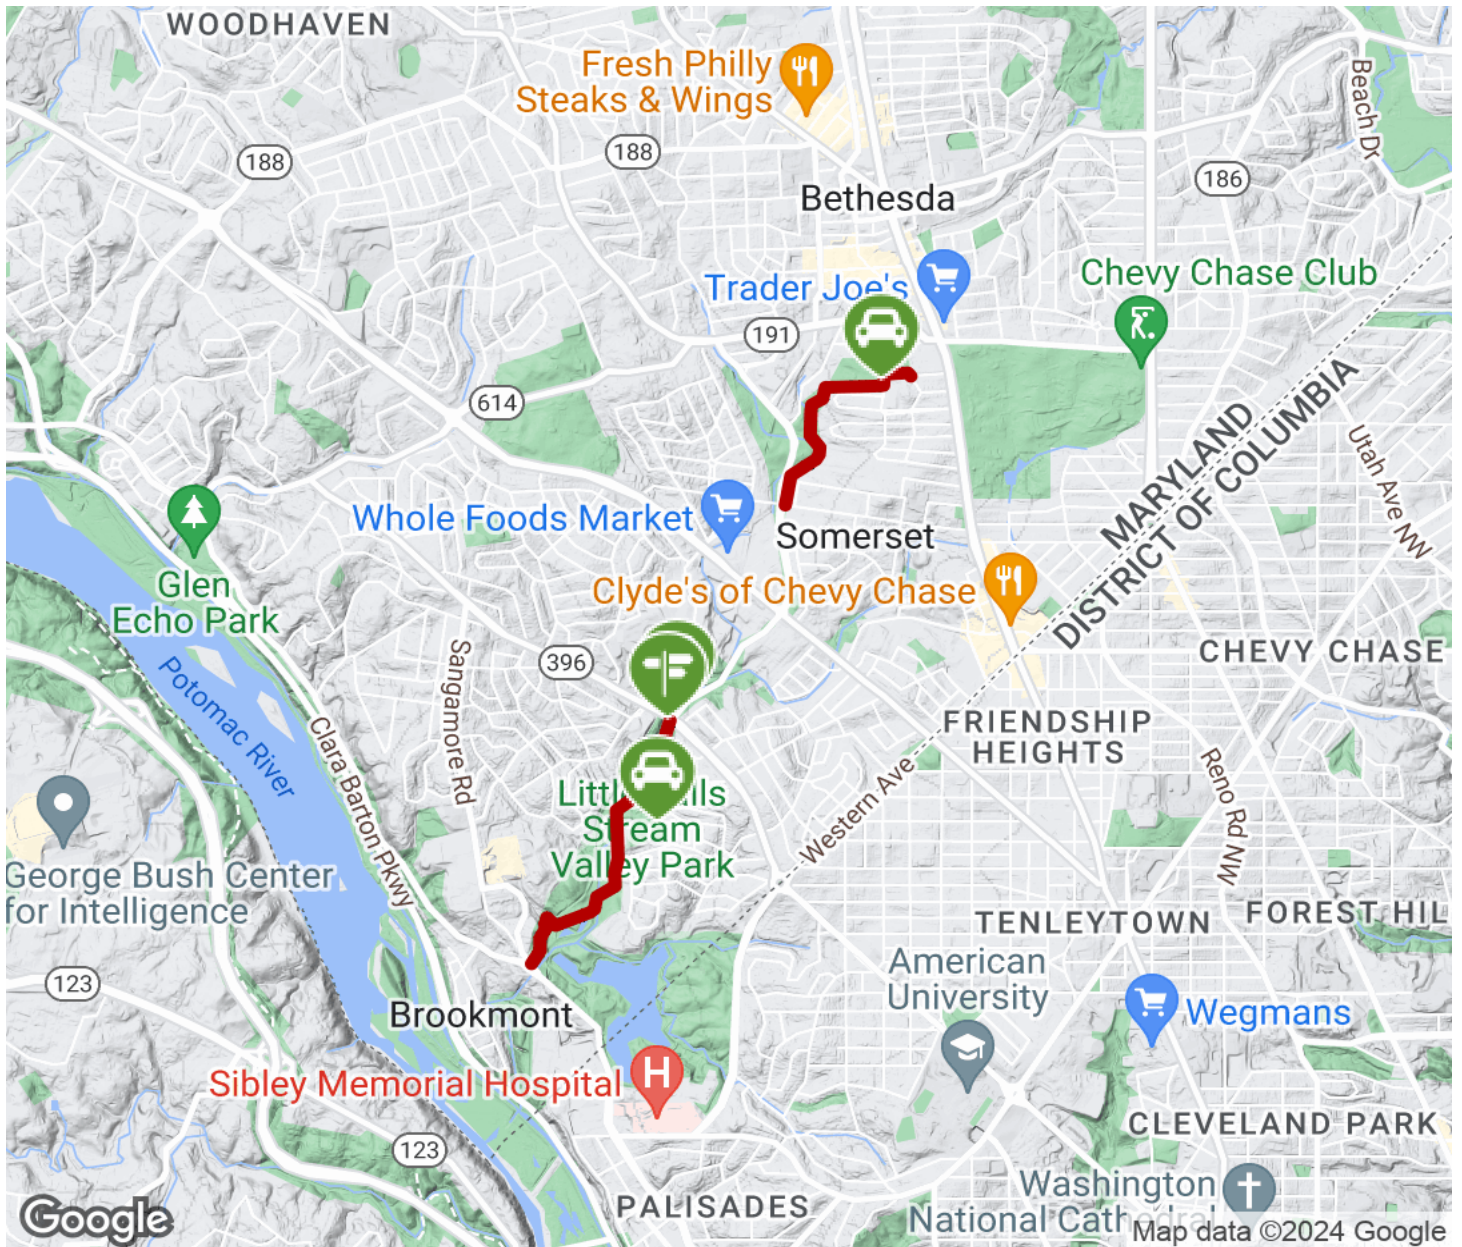 WOODHAVEN
Fresh Philly
Steaks & Wings
Beach Dr
188
188
186
Bethesda
Trader Joe's
Chevy Chase Club
191
614
MARYLAND
DISTRICT OF COLUMBIA
Utah Ave NW
Whole Foods Market
Somerset
Glen
Echo Park
Clyde's of Chevy Chase
396
CHEVY CHASE
Potomac River
Sangamore Rd
Clara Barton Pkwy
FRIENDSHIP
HEIGHTS
Reno Rd NW
Western Ave
Stream
Valley Park
George Bush Center
for Intelligence
TENLEYTOWN
FOREST HIL
American
University
123
Brookmont
Wegmans
Sibley Memorial Hospital
H
CLEVELAND PARK
123
PALISADES
Washington
National Cathedral
Google
Map data ©2024 Google